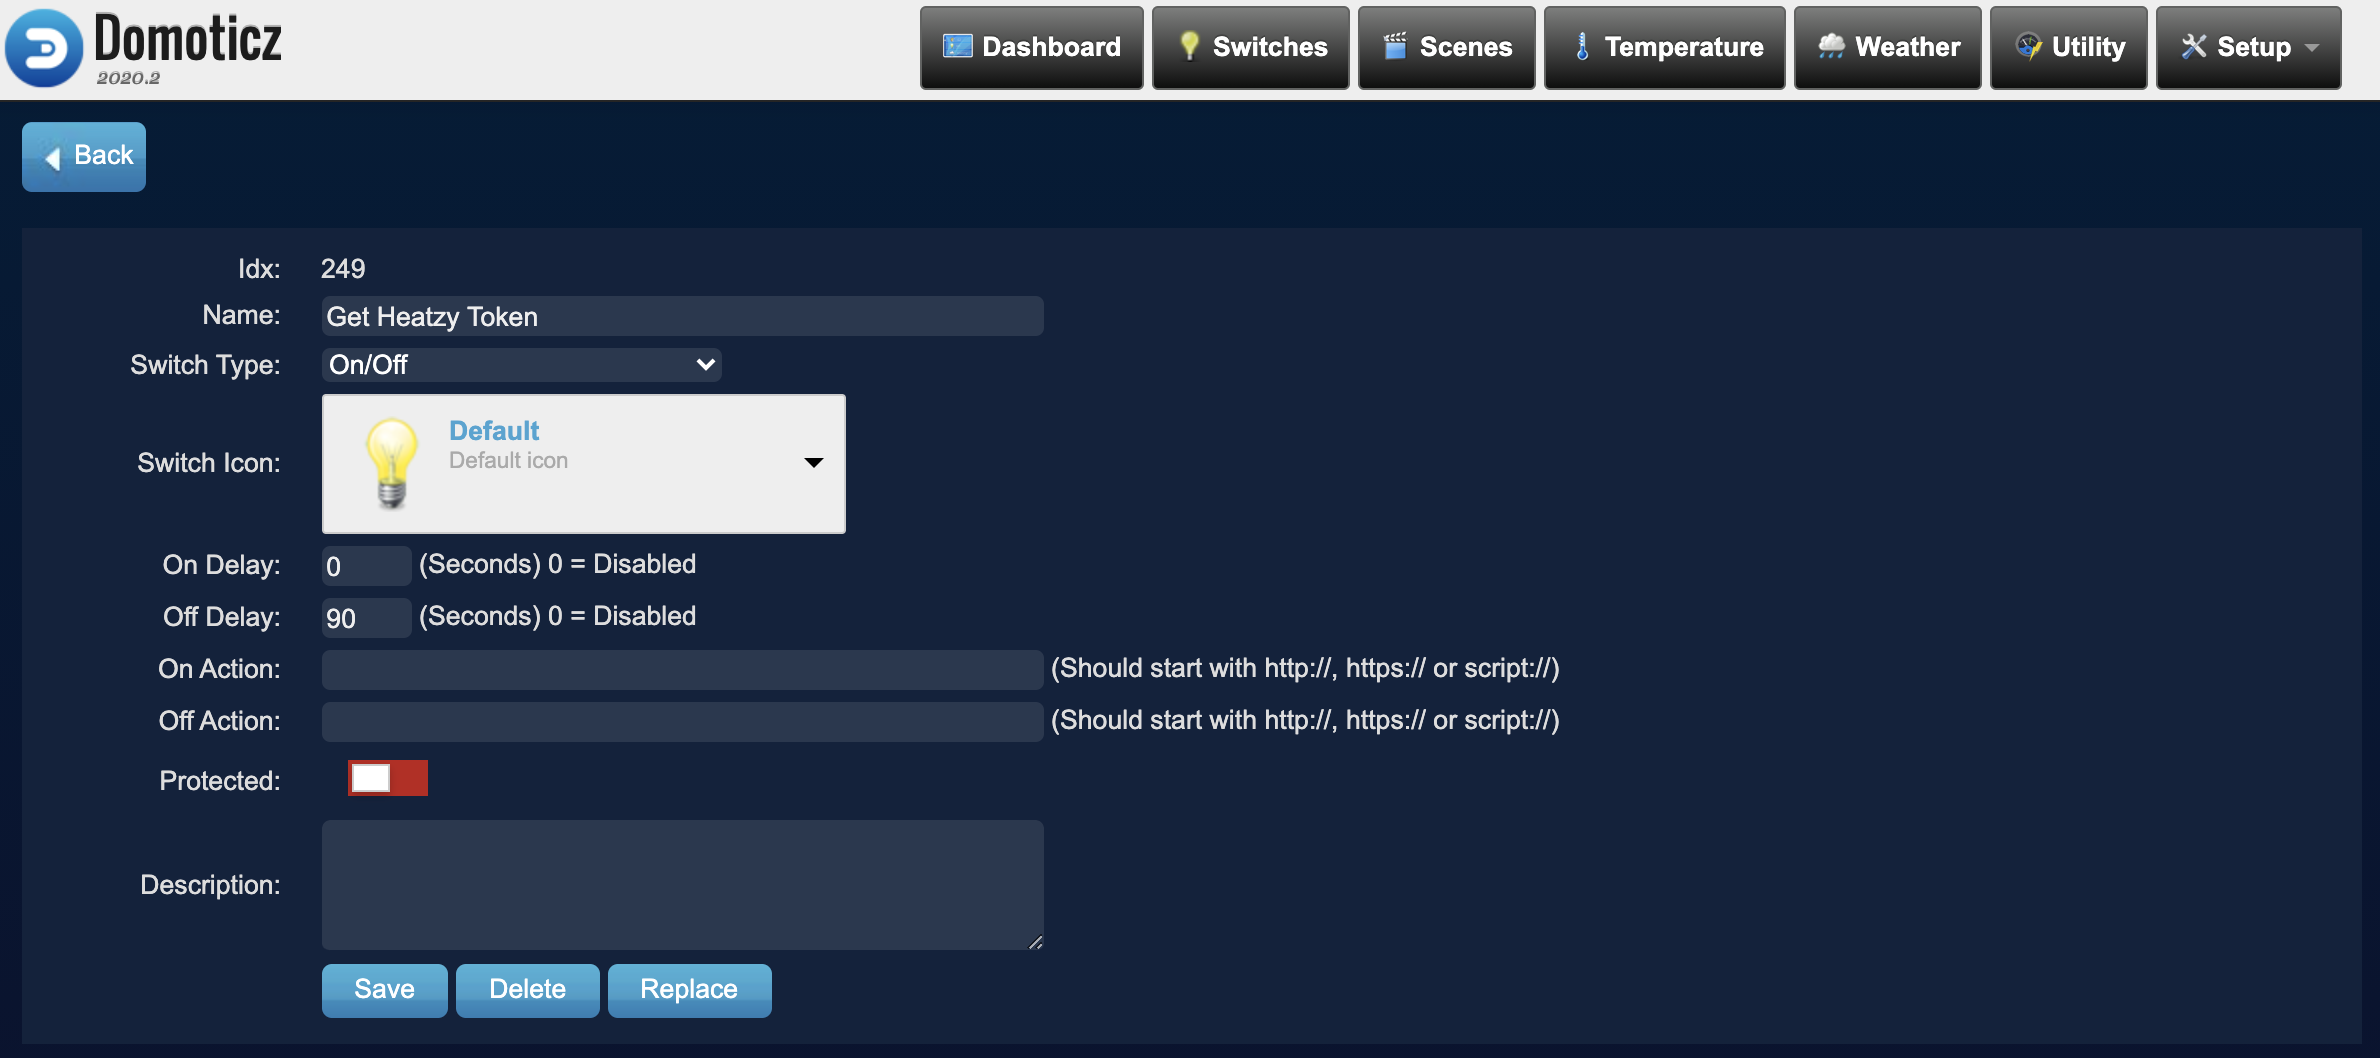 Domoticz
2020.2
Dashboard Switches Scenes Temperature Weather Utility Setup
Back
Idx: 249
Name: Get Heatzy Token
Switch Type: On/Off
Default
Default icon
Switch Icon:
On Delay: 0 (Seconds) 0 = Disabled
Off Delay: 90 (Seconds) 0 = Disabled
On Action: (Should start with http://, https:// or script://)
Off Action: (Should start with http://, https:// or script://)
Protected:
Description:
Save Delete Replace